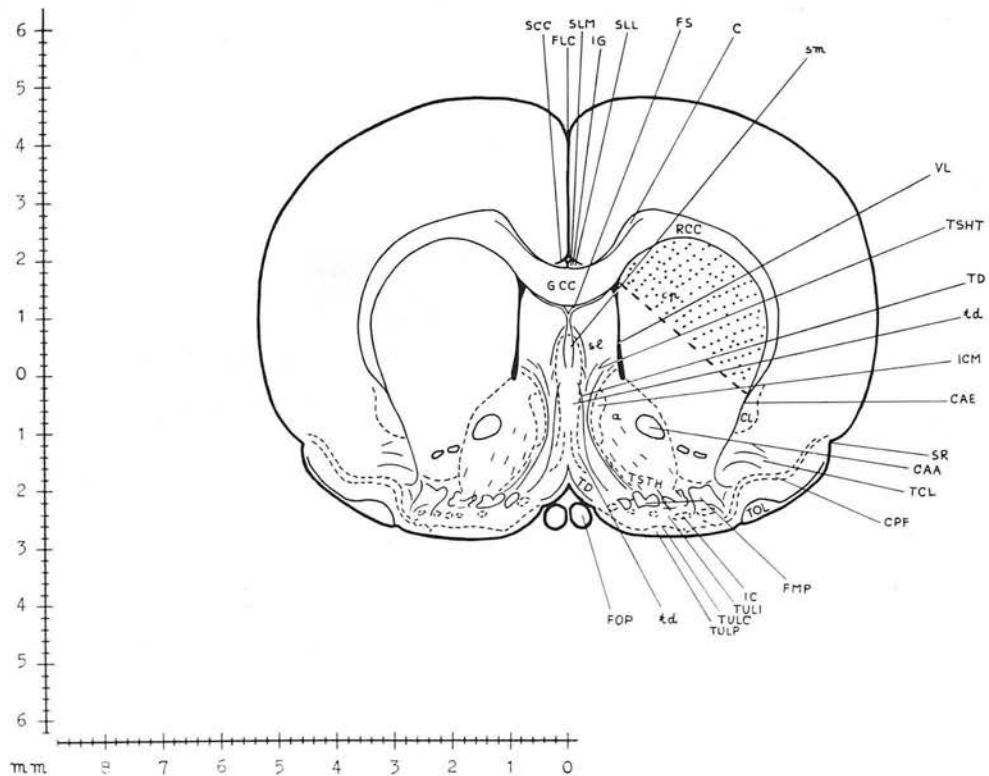 SCC SLM SLL FS C
FLC IG sm
6
5
4
3
2
1
0
1
2
3
4
5
6
VL
TSHT
TD
td
ICM
CAE
SR
CAA
TCL
CPF
RCC
GCC
cp
sl
a
CL
TSTH
TD
TOL
FMP
IC
TULI
TULC
TULP
td
FOP
mm 8 7 6 5 4 3 2 1 0